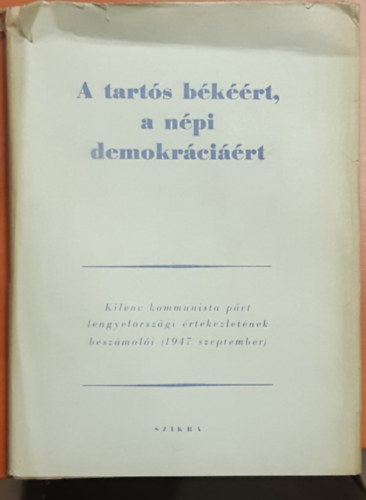 A tartós békéért,
a népi
demokráciáért
Kilenc kommunista párt
lengyelországi értekezletének
beszámolói (1947 szeptember)
SZIKRA